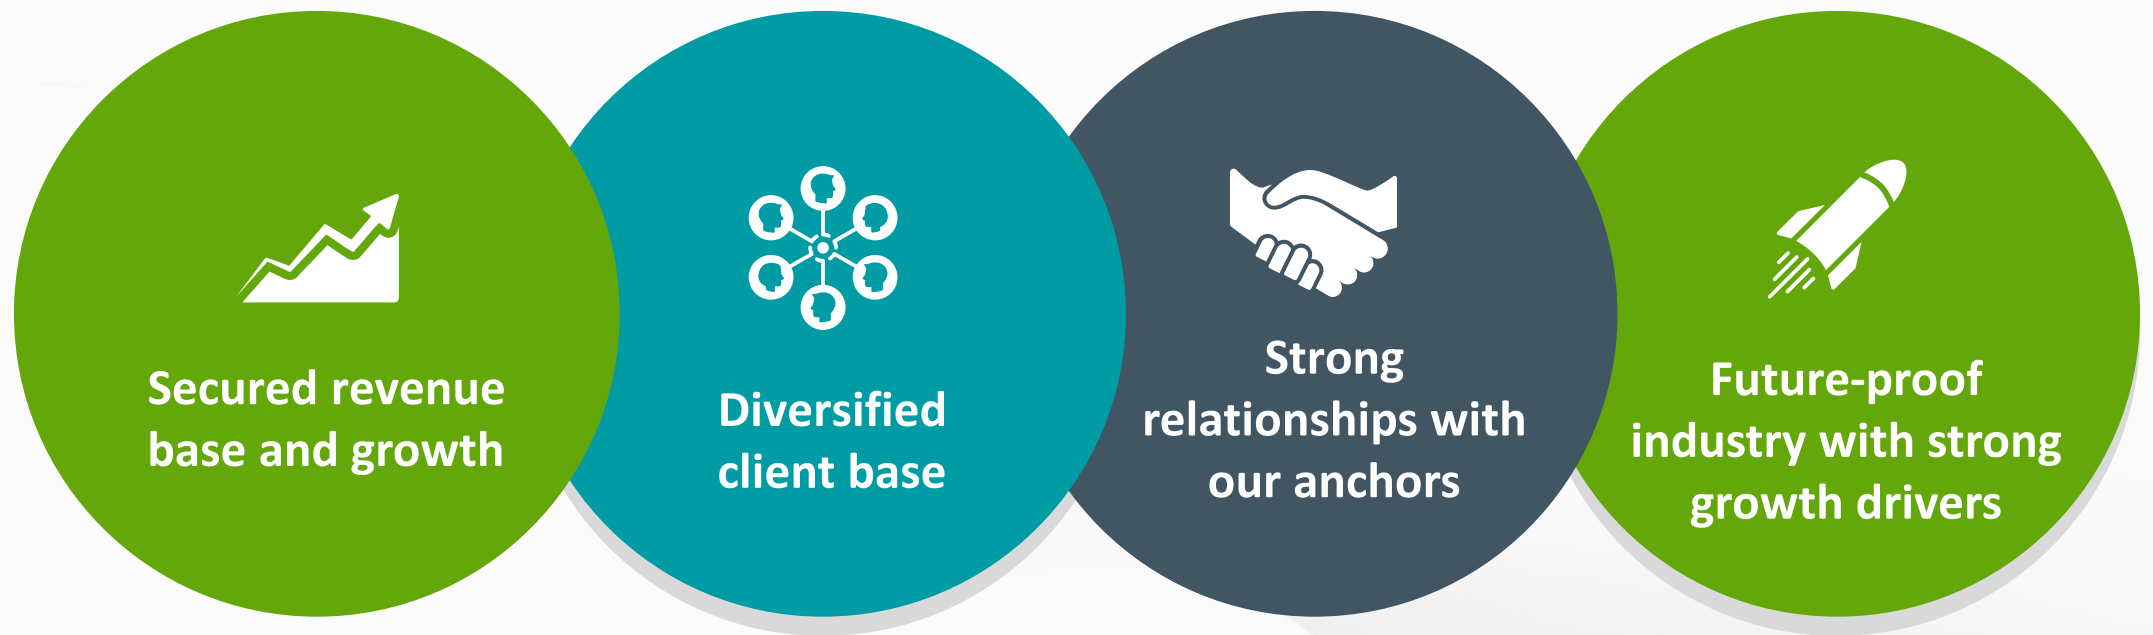 Secured revenue
base and growth
Diversified
client base
Strong
relationships with
our anchors
Future-proof
industry with strong
growth drivers